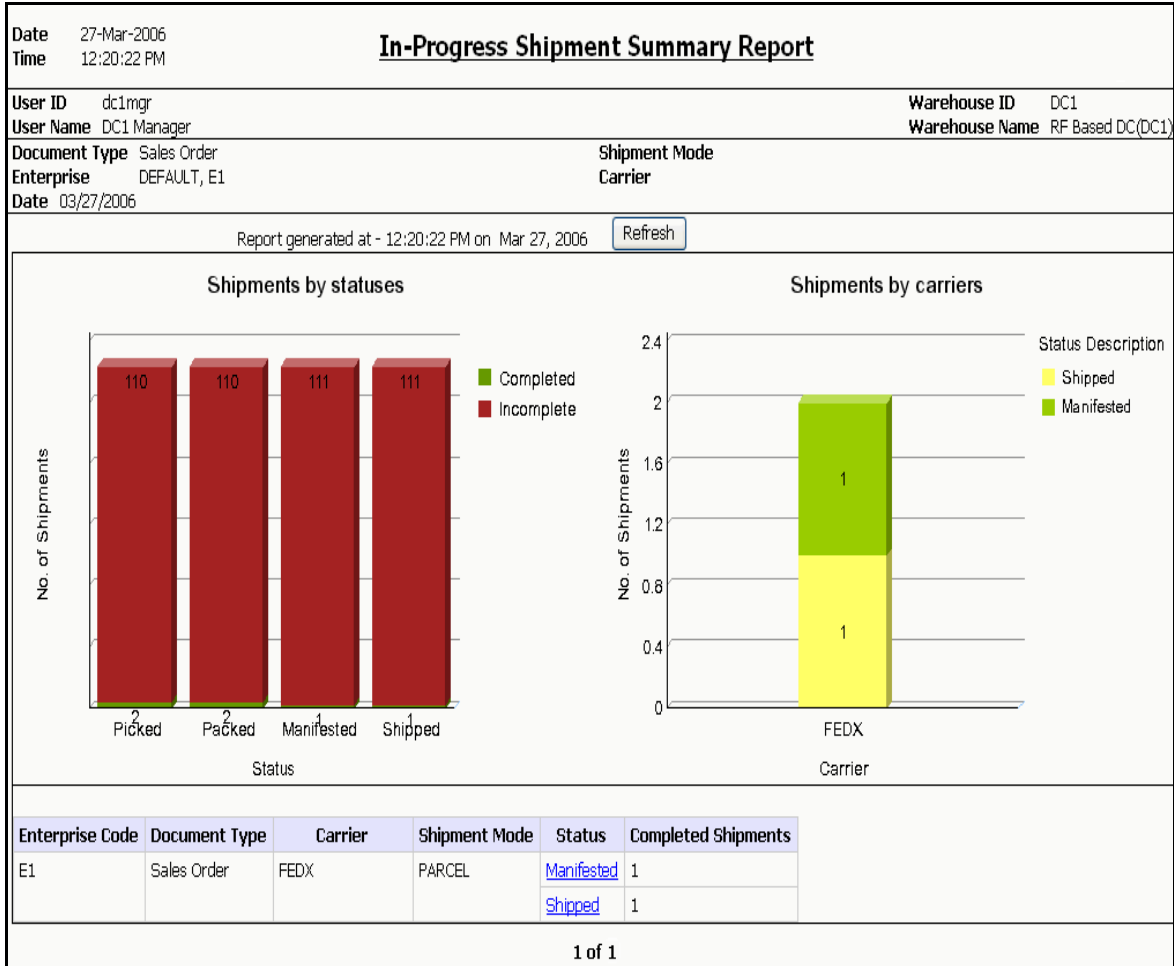 Date 27-Mar-2006
Time 12:20:22 PM
In-Progress Shipment Summary Report
User ID dc1mgr
User Name DC1 Manager
Warehouse ID DC1
Warehouse Name RF Based DC(DC1)
Document Type Sales Order
Enterprise DEFAULT, E1
Date 03/27/2006
Shipment Mode
Carrier
Report generated at - 12:20:22 PM on Mar 27, 2006
Refresh
Shipments by statuses
No. of Shipments
110 110 111 111
2 2 1 1
Picked Packed Manifested Shipped
Status
Completed
Incomplete
Shipments by carriers
No. of Shipments
2.4
2
1.6
1.2
0.8
0.4
0
1
1
FEDX
Carrier
Status Description
Shipped
Manifested
Enterprise Code Document Type Carrier Shipment Mode Status Completed Shipments
E1 Sales Order FEDX PARCEL Manifested 1
Shipped 1
1 of 1